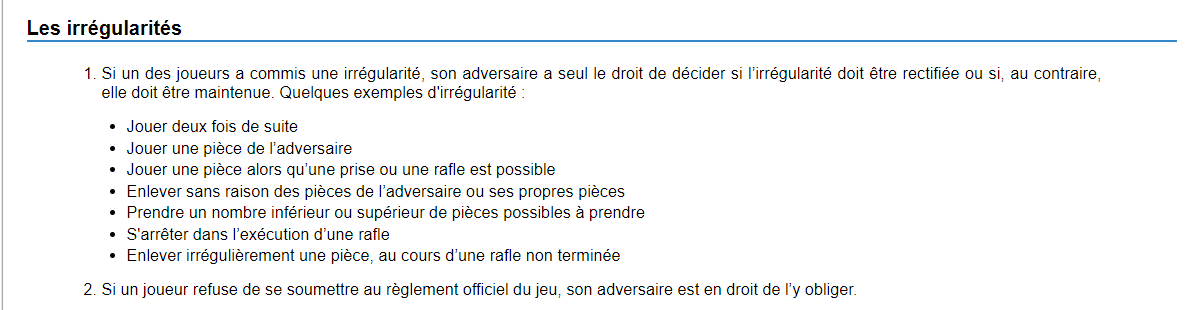 Les irrégularités
1. Si un des joueurs a commis une irrégularité, son adversaire a seul le droit de décider si l’irrégularité doit être rectifiée ou si, au contraire,
elle doit être maintenue. Quelques exemples d'irrégularité :
• Jouer deux fois de suite
• Jouer une pièce de l’adversaire
• Jouer une pièce alors qu’une prise ou une rafle est possible
• Enlever sans raison des pièces de l’adversaire ou ses propres pièces
• Prendre un nombre inférieur ou supérieur de pièces possibles à prendre
• S'arrêter dans l’exécution d’une rafle
• Enlever irrégulièrement une pièce, au cours d’une rafle non terminée
2. Si un joueur refuse de se soumettre au règlement officiel du jeu, son adversaire est en droit de l’y obliger.